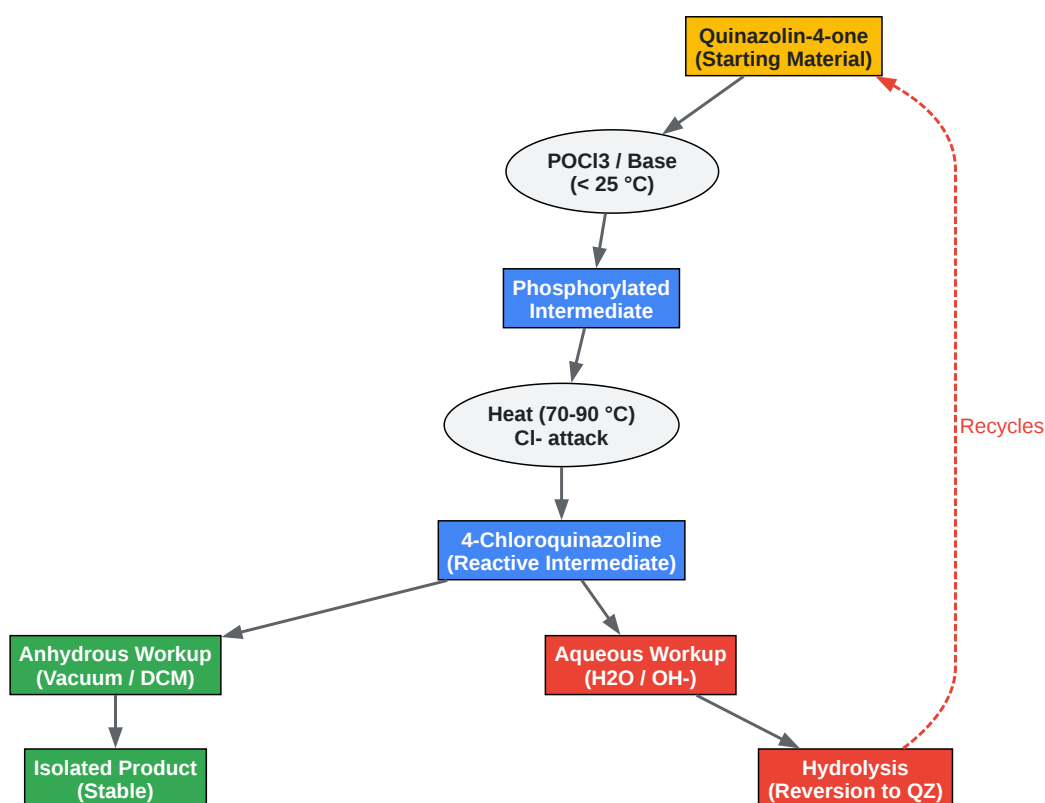 Quinazolin-4-one
(Starting Material)
POCl3 / Base
(< 25 °C)
Phosphorylated
Intermediate
Heat (70-90 °C)
Cl- attack
Recycles
4-Chloroquinazoline
(Reactive Intermediate)
Anhydrous Workup
(Vacuum / DCM)
Aqueous Workup
(H2O / OH-)
Isolated Product
(Stable)
Hydrolysis
(Reversion to QZ)